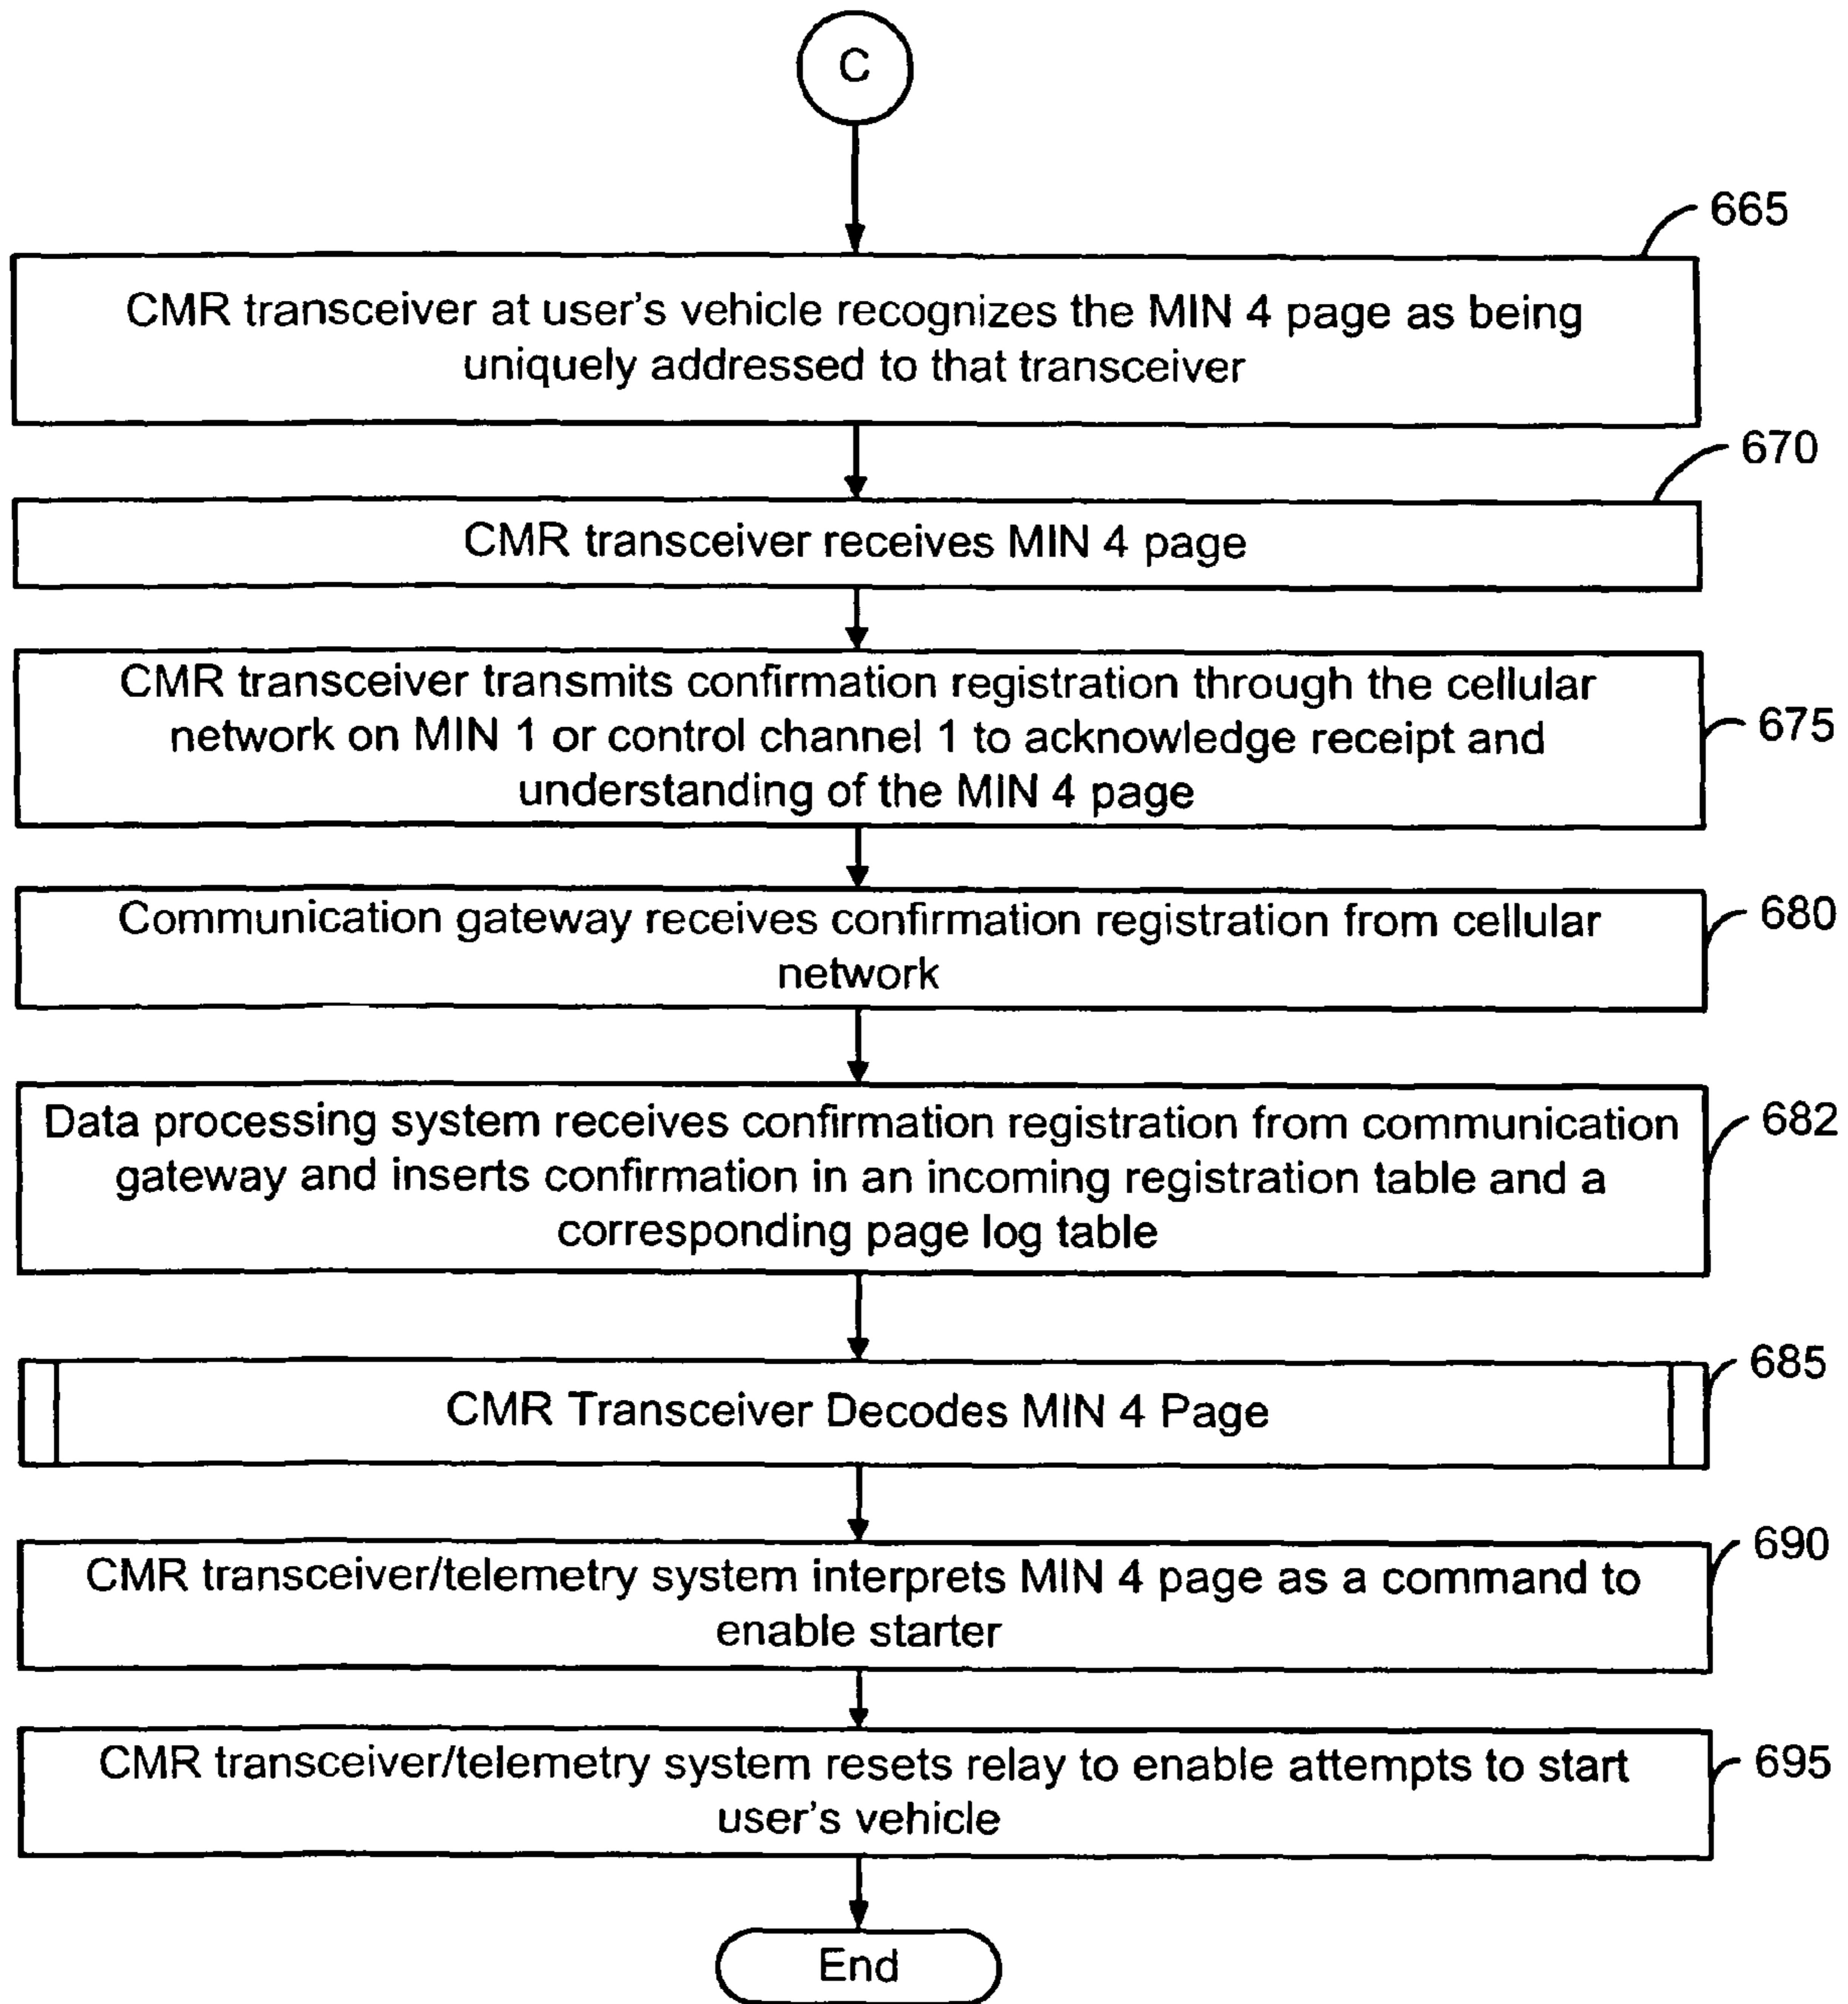 C
665
CMR transceiver at user's vehicle recognizes the MIN 4 page as being
uniquely addressed to that transceiver
670
CMR transceiver receives MIN 4 page
CMR transceiver transmits confirmation registration through the cellular
network on MIN 1 or control channel 1 to acknowledge receipt and
understanding of the MIN 4 page
675
Communication gateway receives confirmation registration from cellular
network
680
Data processing system receives confirmation registration from communication
gateway and inserts confirmation in an incoming registration table and a
corresponding page log table
682
CMR Transceiver Decodes MIN 4 Page
685
CMR transceiver/telemetry system interprets MIN 4 page as a command to
enable starter
690
CMR transceiver/telemetry system resets relay to enable attempts to start
user's vehicle
695
End